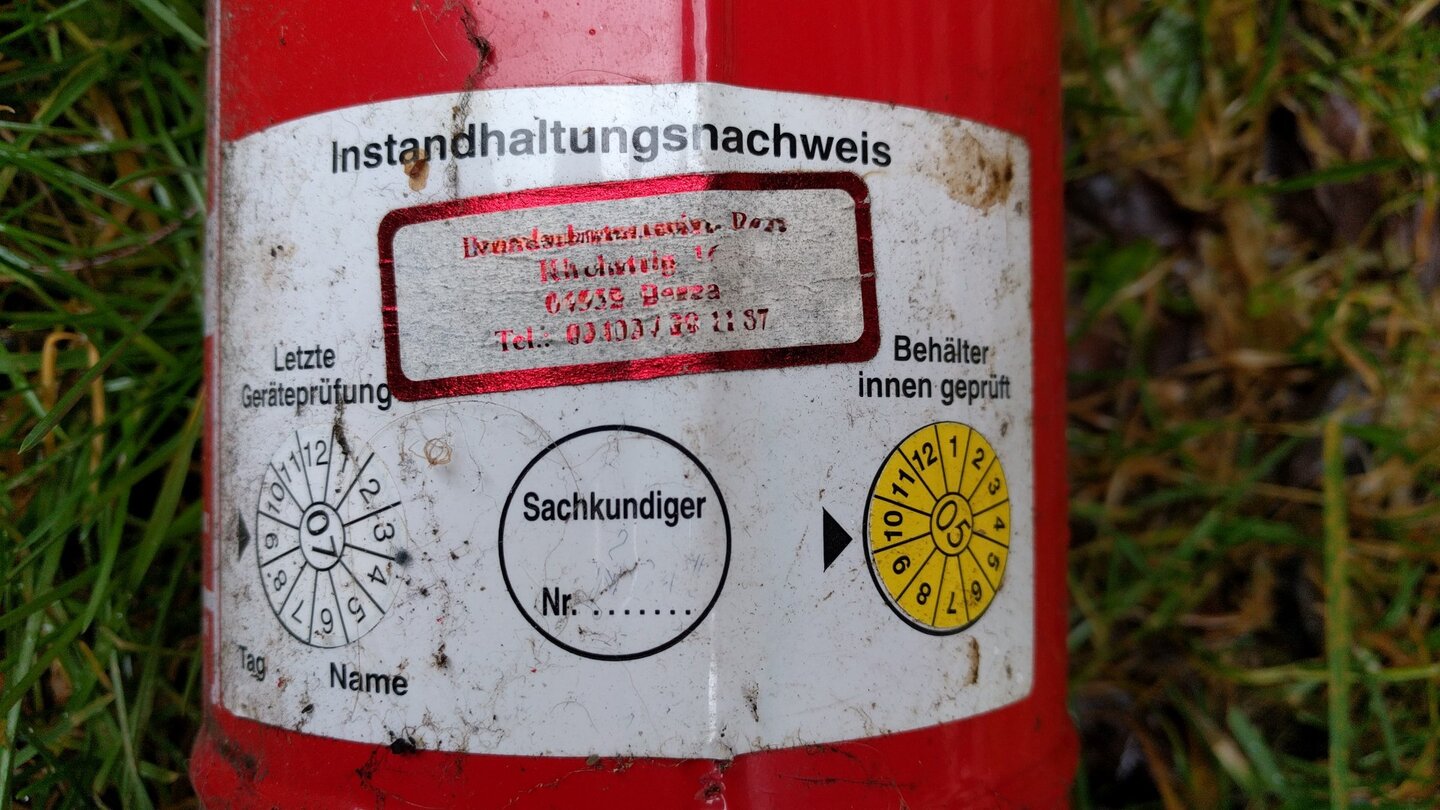 Instandhaltungsnachweis
Tel.:
Letzte
Geräteprüfung
Behälter
innen geprüft
12 1 2 3 4 5 6 7 8 9 10 11
07
Sachkundiger
Nr. .......
1 2 3 4 5 6 7 8 9 10 11 12
05
Tag
Name